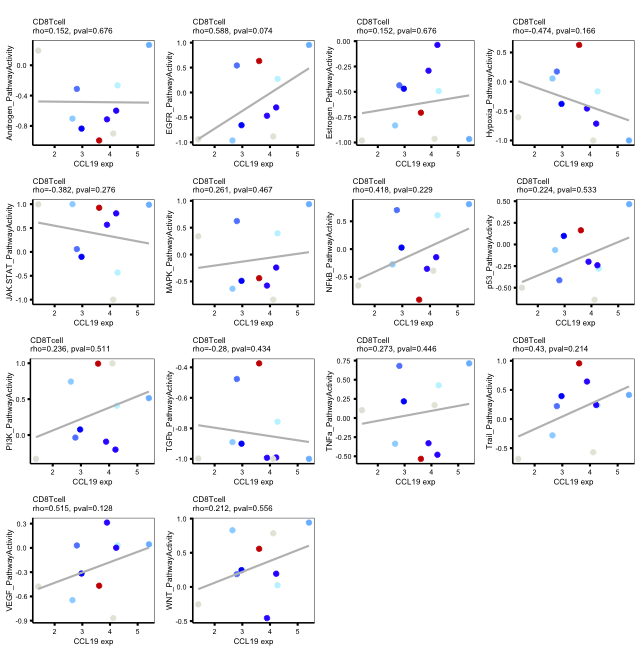 CD8Tcell
rho=0.152, pval=0.676
Androgen_PathwayActivity
0.0
-0.4
-0.8
2 3 4 5
CCL19 exp
CD8Tcell
rho=0.588, pval=0.074
EGFR_PathwayActivity
1.0
0.5
0.0
-0.5
-1.0
2 3 4 5
CCL19 exp
CD8Tcell
rho=0.152, pval=0.676
Estrogen_PathwayActivity
0.00
-0.25
-0.50
-0.75
-1.00
2 3 4 5
CCL19 exp
CD8Tcell
rho=-0.474, pval=0.166
Hypoxia_PathwayActivity
0.5
0.0
-0.5
-1.0
2 3 4 5
CCL19 exp
CD8Tcell
rho=-0.382, pval=0.276
JAK-STAT_PathwayActivity
1.0
0.5
0.0
-0.5
-1.0
2 3 4 5
CCL19 exp
CD8Tcell
rho=0.261, pval=0.467
MAPK_PathwayActivity
1.0
0.5
0.0
-0.5
2 3 4 5
CCL19 exp
CD8Tcell
rho=0.418, pval=0.229
NFkB_PathwayActivity
0.5
0.0
-0.5
2 3 4 5
CCL19 exp
CD8Tcell
rho=0.224, pval=0.533
p53_PathwayActivity
0.5
0.0
-0.5
2 3 4 5
CCL19 exp
CD8Tcell
rho=0.236, pval=0.511
PI3K_PathwayActivity
1.0
0.5
0.0
2 3 4 5
CCL19 exp
CD8Tcell
rho=-0.28, pval=0.434
TGFb_PathwayActivity
-0.4
-0.6
-0.8
-1.0
2 3 4 5
CCL19 exp
CD8Tcell
rho=0.273, pval=0.446
TNFa_PathwayActivity
0.75
0.50
0.25
0.00
-0.25
-0.50
2 3 4 5
CCL19 exp
CD8Tcell
rho=0.43, pval=0.214
Trail_PathwayActivity
1.0
0.5
0.0
-0.5
2 3 4 5
CCL19 exp
CD8Tcell
rho=0.515, pval=0.128
VEGF_PathwayActivity
0.3
0.0
-0.3
-0.6
-0.9
2 3 4 5
CCL19 exp
CD8Tcell
rho=0.212, pval=0.556
WNT_PathwayActivity
1.0
0.5
0.0
-0.5
2 3 4 5
CCL19 exp